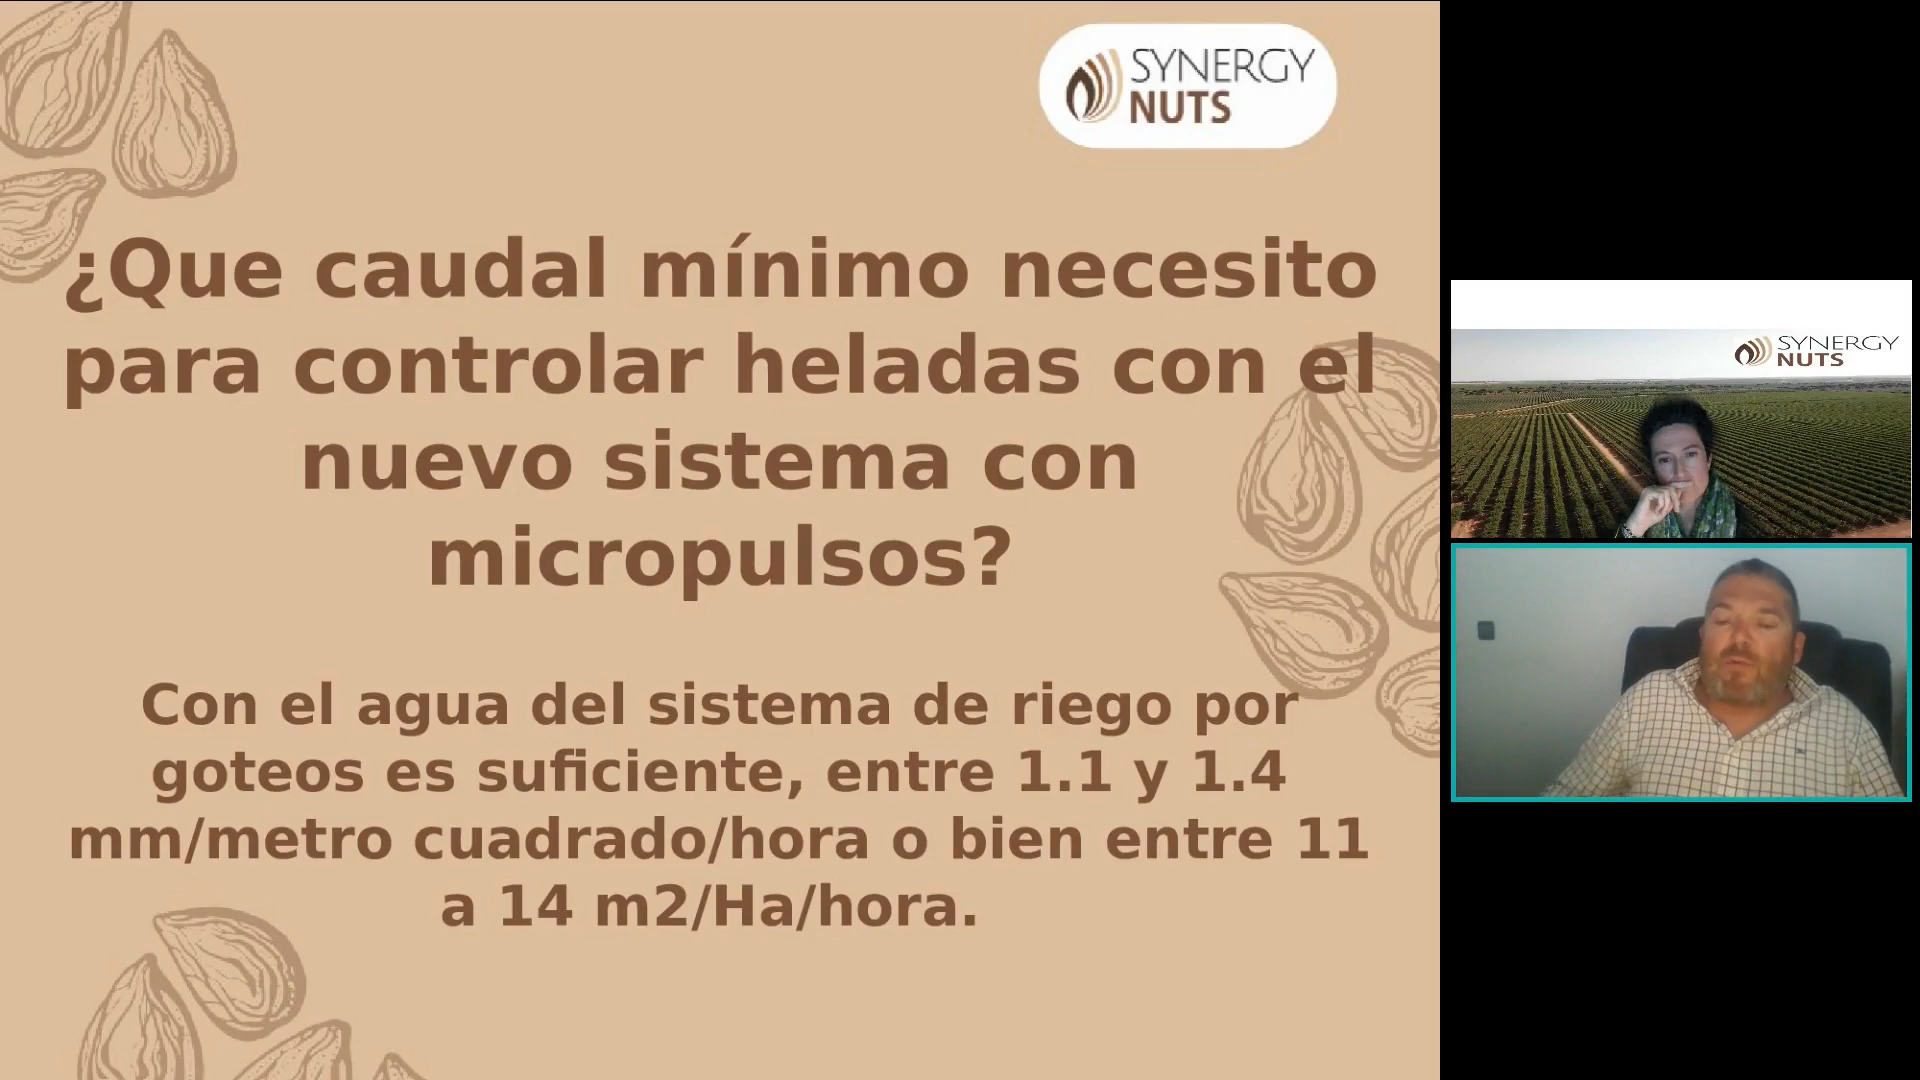 SYNERGY
NUTS
¿Que caudal mínimo necesito
para controlar heladas con el
nuevo sistema con
micropulsos?
Con el agua del sistema de riego por
goteos es suficiente, entre 1.1 y 1.4
mm/metro cuadrado/hora o bien entre 11
a 14 m2/Ha/hora.
SYNERGY
NUTS